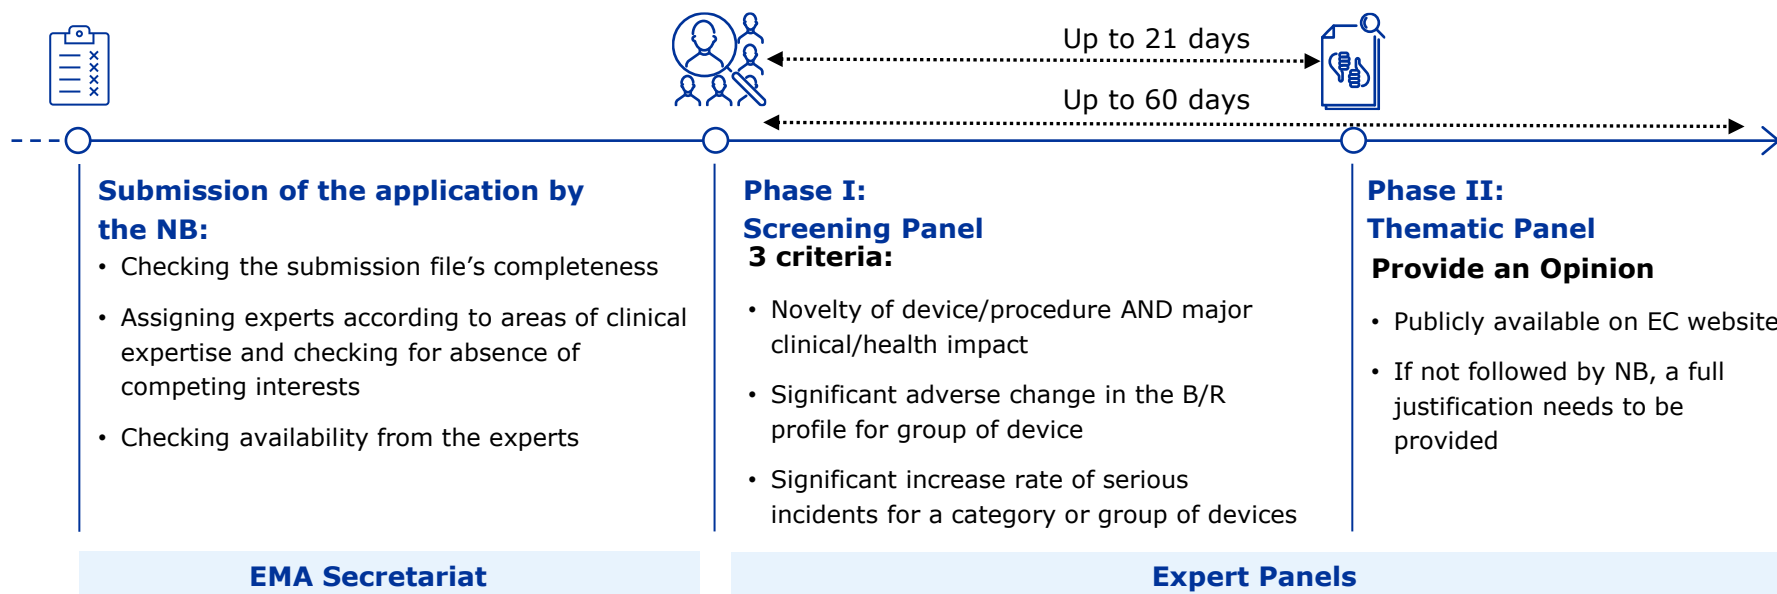 Up to 21 days
Up to 60 days
Submission of the application by
the NB:
• Checking the submission file’s completeness
• Assigning experts according to areas of clinical
expertise and checking for absence of
competing interests
• Checking availability from the experts
Phase I:
Screening Panel
3 criteria:
• Novelty of device/procedure AND major
clinical/health impact
• Significant adverse change in the B/R
profile for group of device
• Significant increase rate of serious
incidents for a category or group of devices
Phase II:
Thematic Panel
Provide an Opinion
• Publicly available on EC website
• If not followed by NB, a full
justification needs to be
provided
EMA Secretariat
Expert Panels